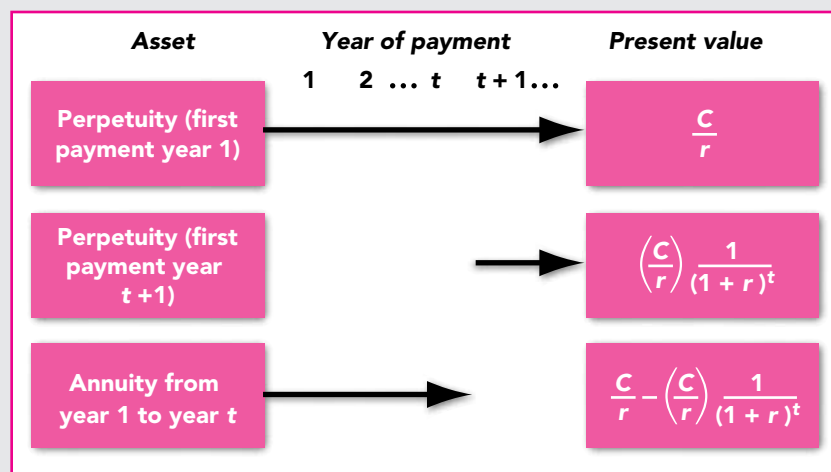 Asset Year of payment Present value
1 2 ... t t + 1...
Perpetuity (first
payment year 1)
C/r
Perpetuity (first
payment year
t +1)
(C/r) 1/(1 + r)^t
Annuity from
year 1 to year t
C/r − (C/r) 1/(1 + r)^t